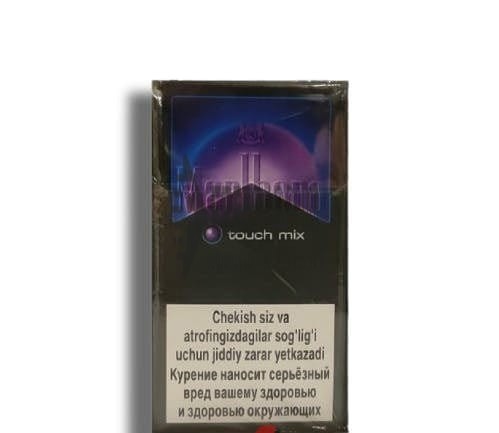 Marlboro
touch mix
Chekish siz va
atrofingizdagilar sog'lig'i
uchun jiddiy zarar yetkazadi
Курение наносит серьёзный
вред вашему здоровью
и здоровью окружающих